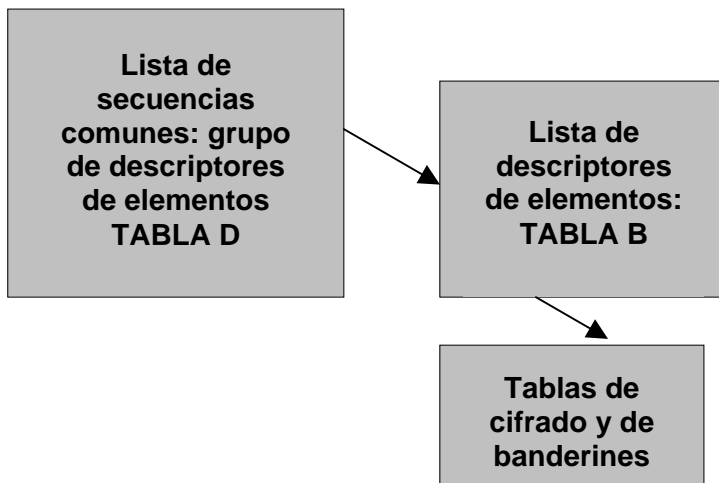 Lista de
secuencias
comunes: grupo
de descriptores
de elementos
TABLA D
Lista de
descriptores
de elementos:
TABLA B
Tablas de
cifrado y de
banderines